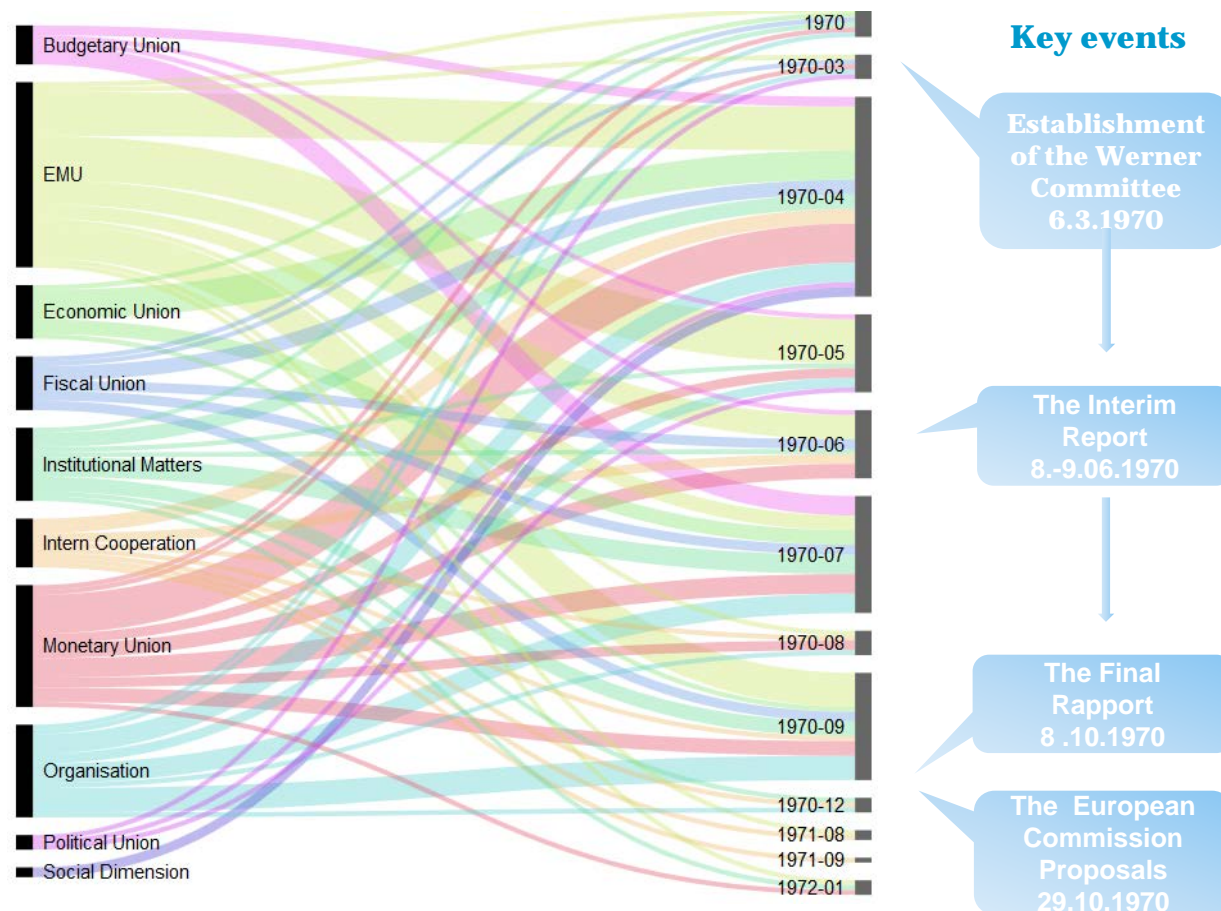 Budgetary Union
EMU
Economic Union
Fiscal Union
Institutional Matters
Intern Cooperation
Monetary Union
Organisation
Political Union
Social Dimension
1970
1970-03
1970-04
1970-05
1970-06
1970-07
1970-08
1970-09
1970-12
1971-08
1971-09
1972-01
Key events
Establishment
of the Werner
Committee
6.3.1970
The Interim
Report
8.-9.06.1970
The Final
Rapport
8 .10.1970
The European
Commission
Proposals
29.10.1970